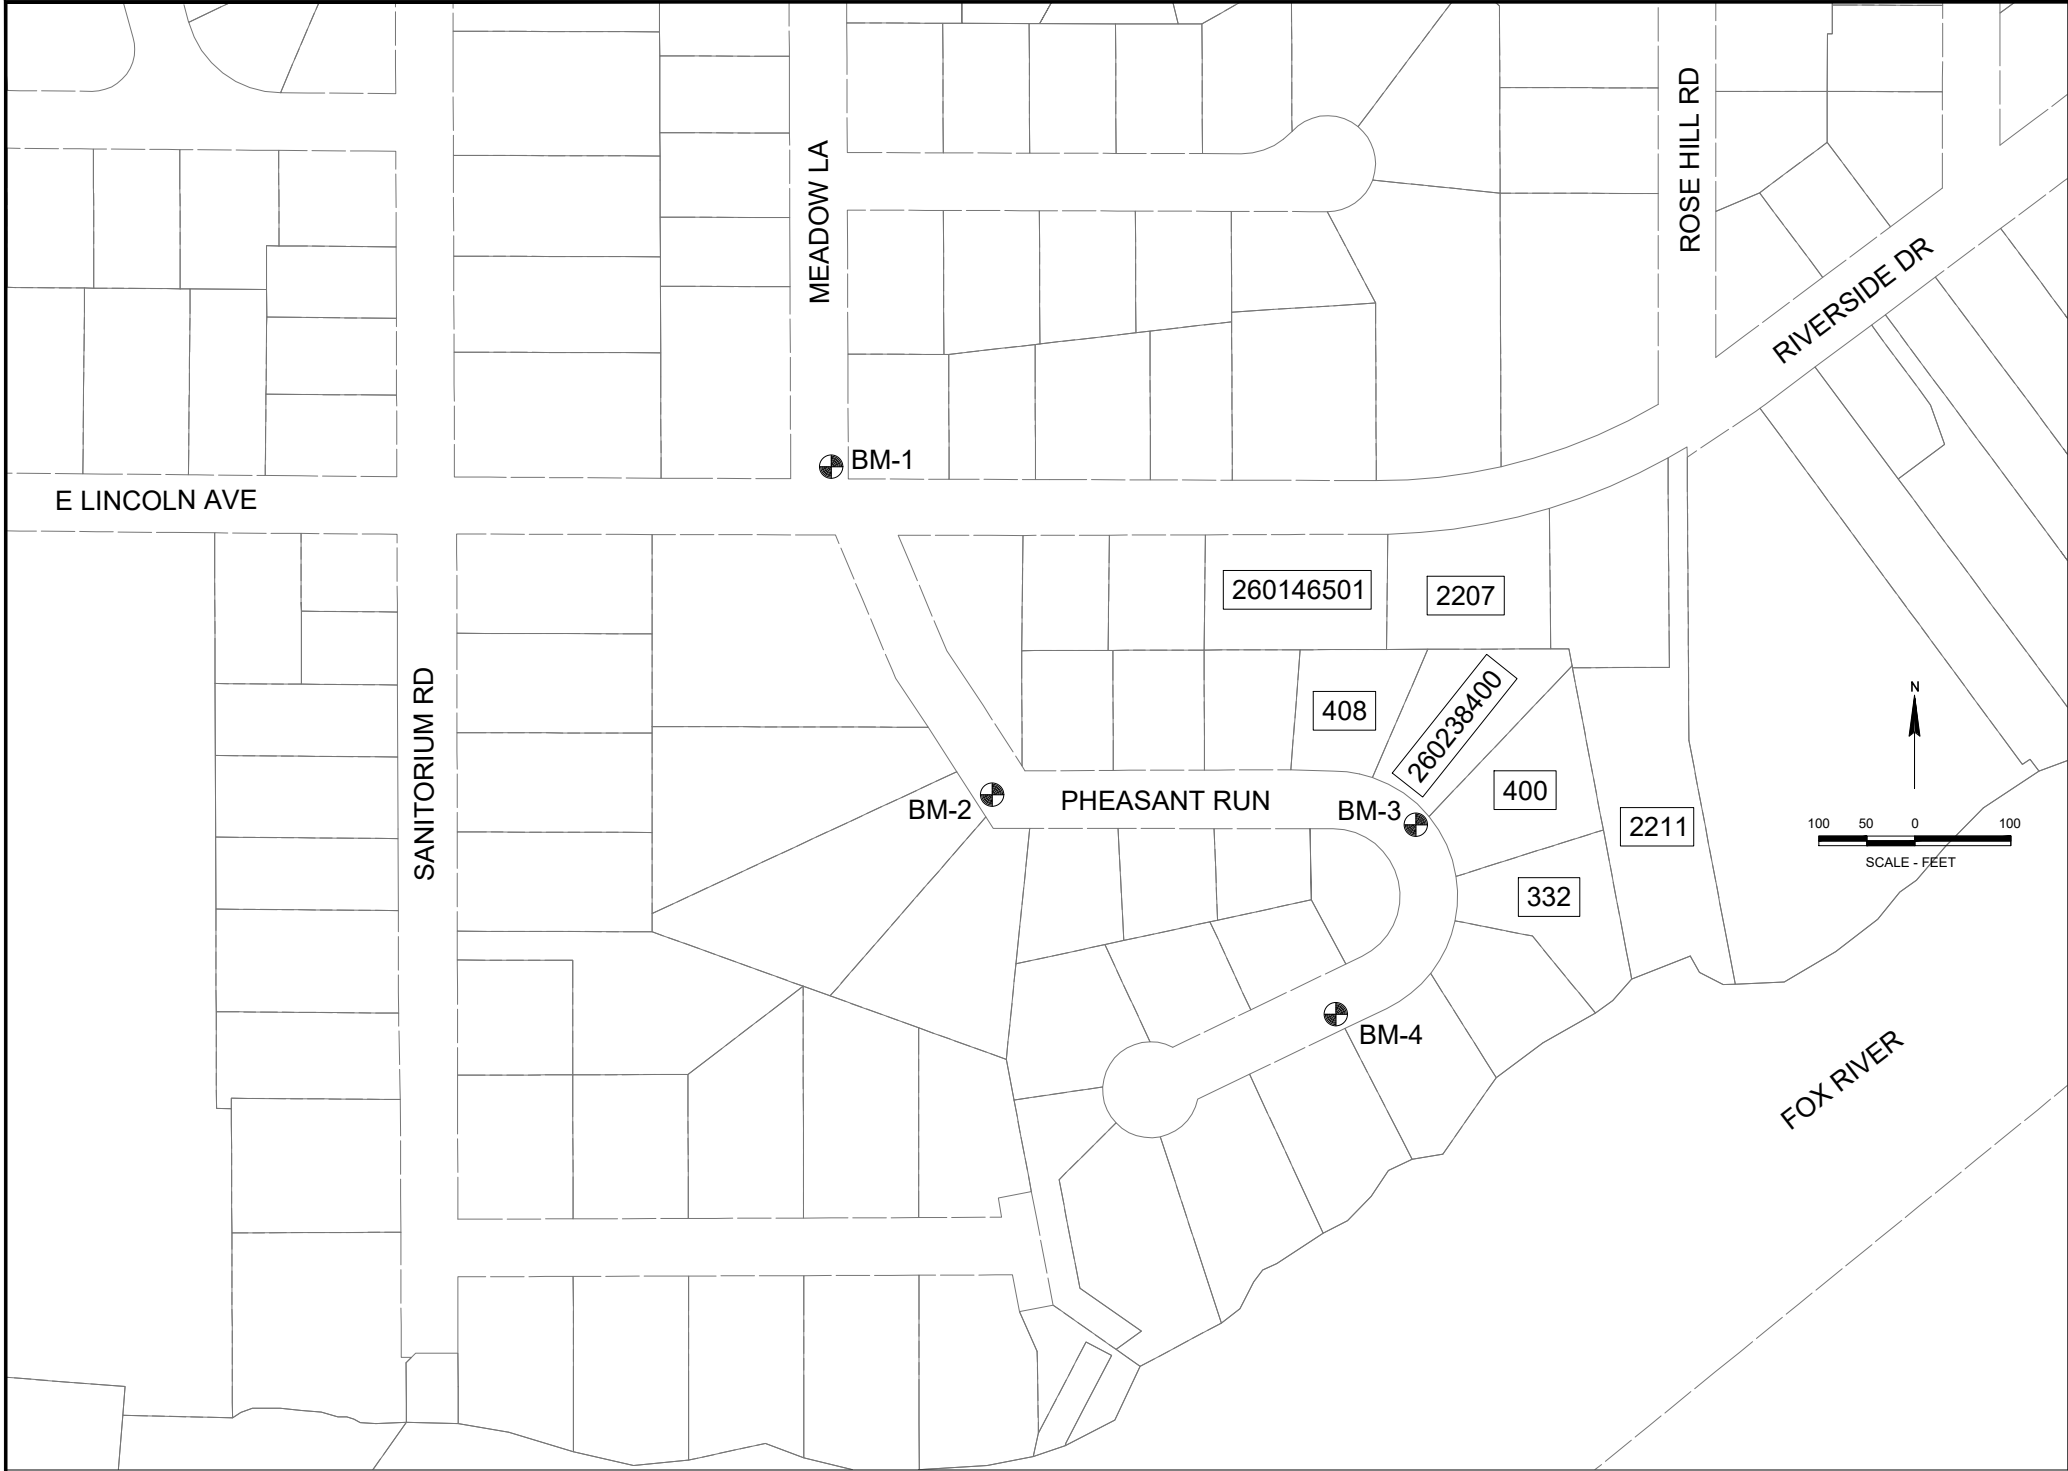 ROSE HILL RD
MEADOW LA
RIVERSIDE DR
BM-1
E LINCOLN AVE
260146501
2207
SANITORIUM RD
408
260238400
N
400
BM-2
PHEASANT RUN
BM-3
2211
100 50 0 100
SCALE - FEET
332
BM-4
FOX RIVER